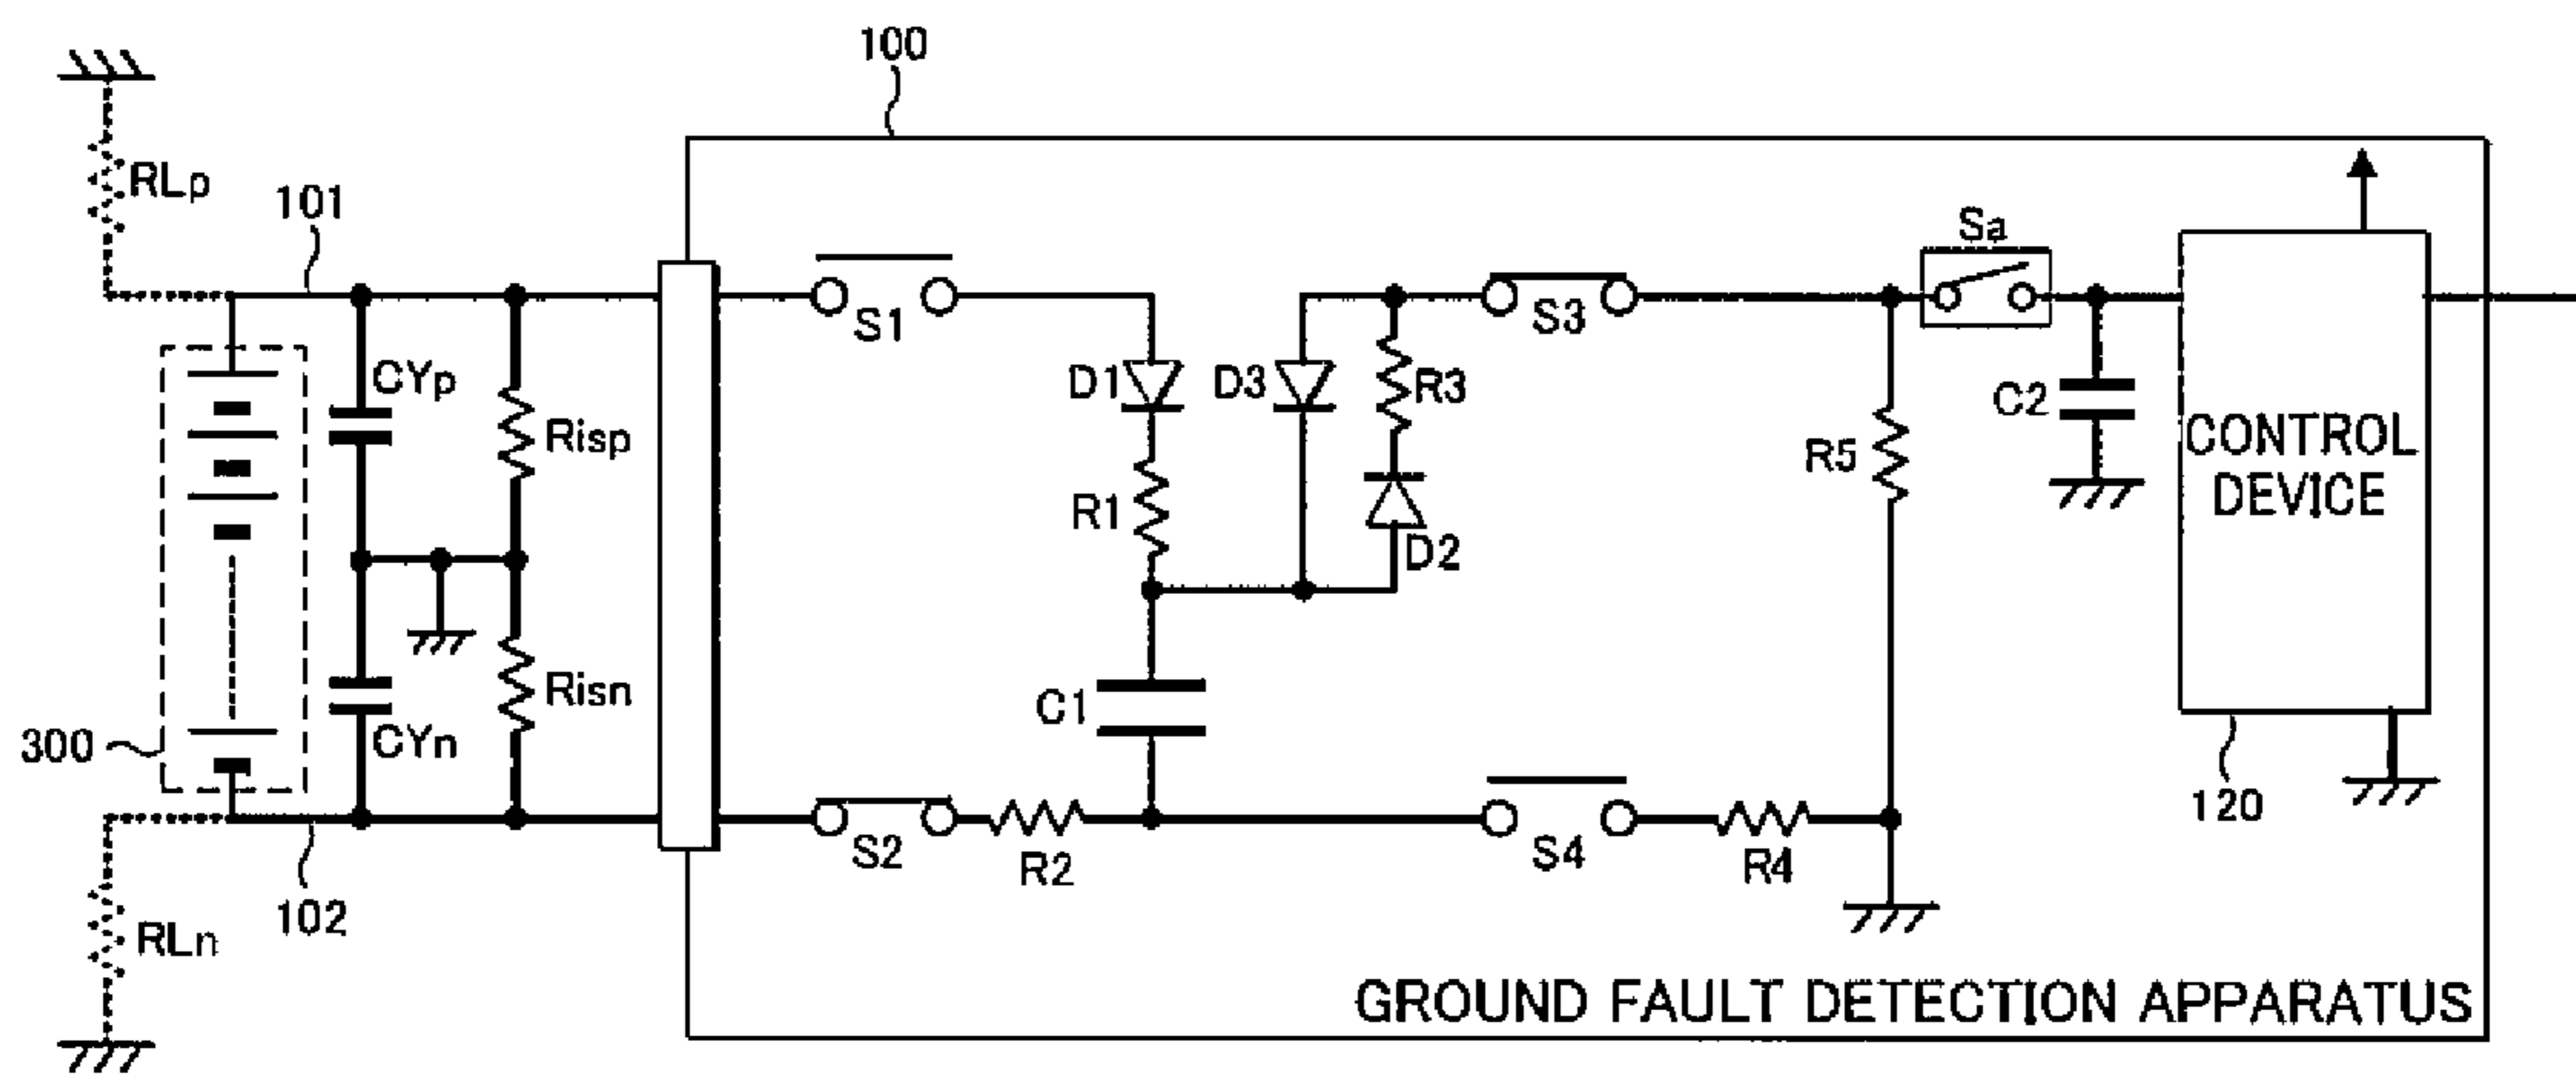 100
RLp
101
Sa
S1
S3
CYp
D1
D3
R3
C2
Risp
R5
CONTROL
DEVICE
R1
D2
Risn
C1
300
CYn
120
S2
R2
S4
R4
102
RLn
GROUND FAULT DETECTION APPARATUS